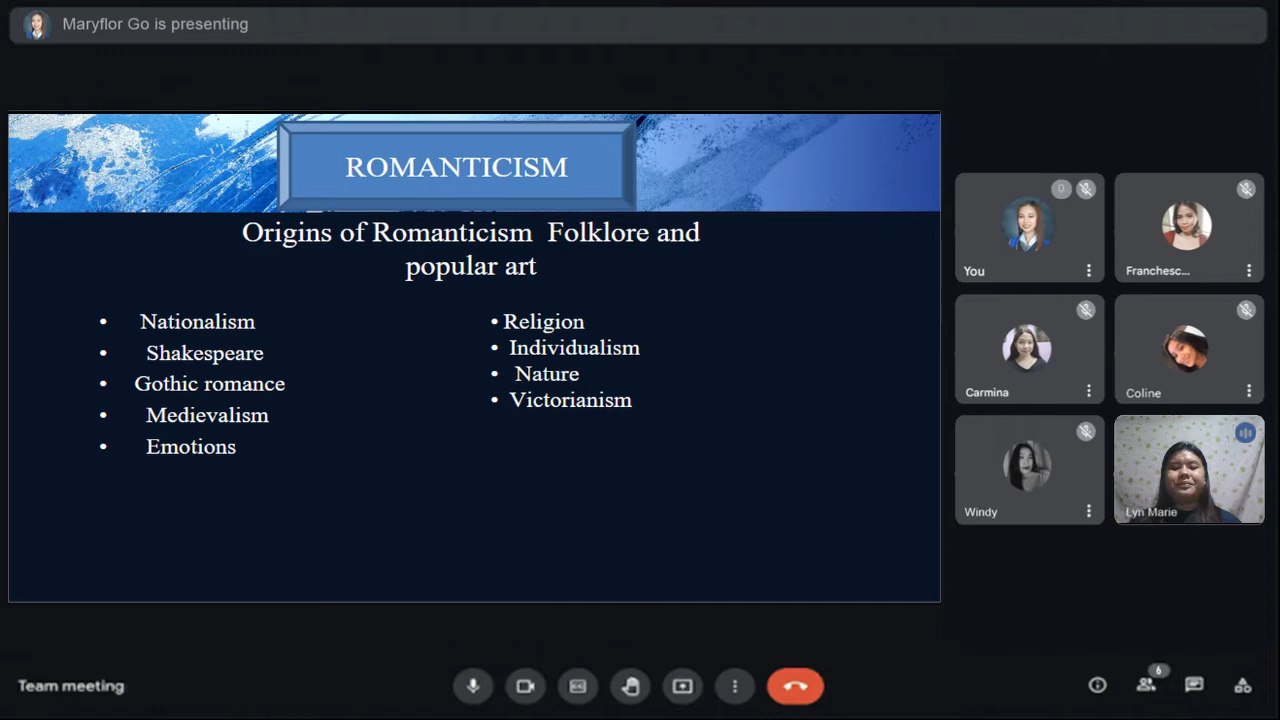 Maryflor Go is presenting
ROMANTICISM
Origins of Romanticism Folklore and
popular art
• Nationalism
• Shakespeare
• Gothic romance
• Medievalism
• Emotions
• Religion
• Individualism
• Nature
• Victorianism
You
Franchesc...
Carmina
Coline
Windy
Lyn Marie
Team meeting
6